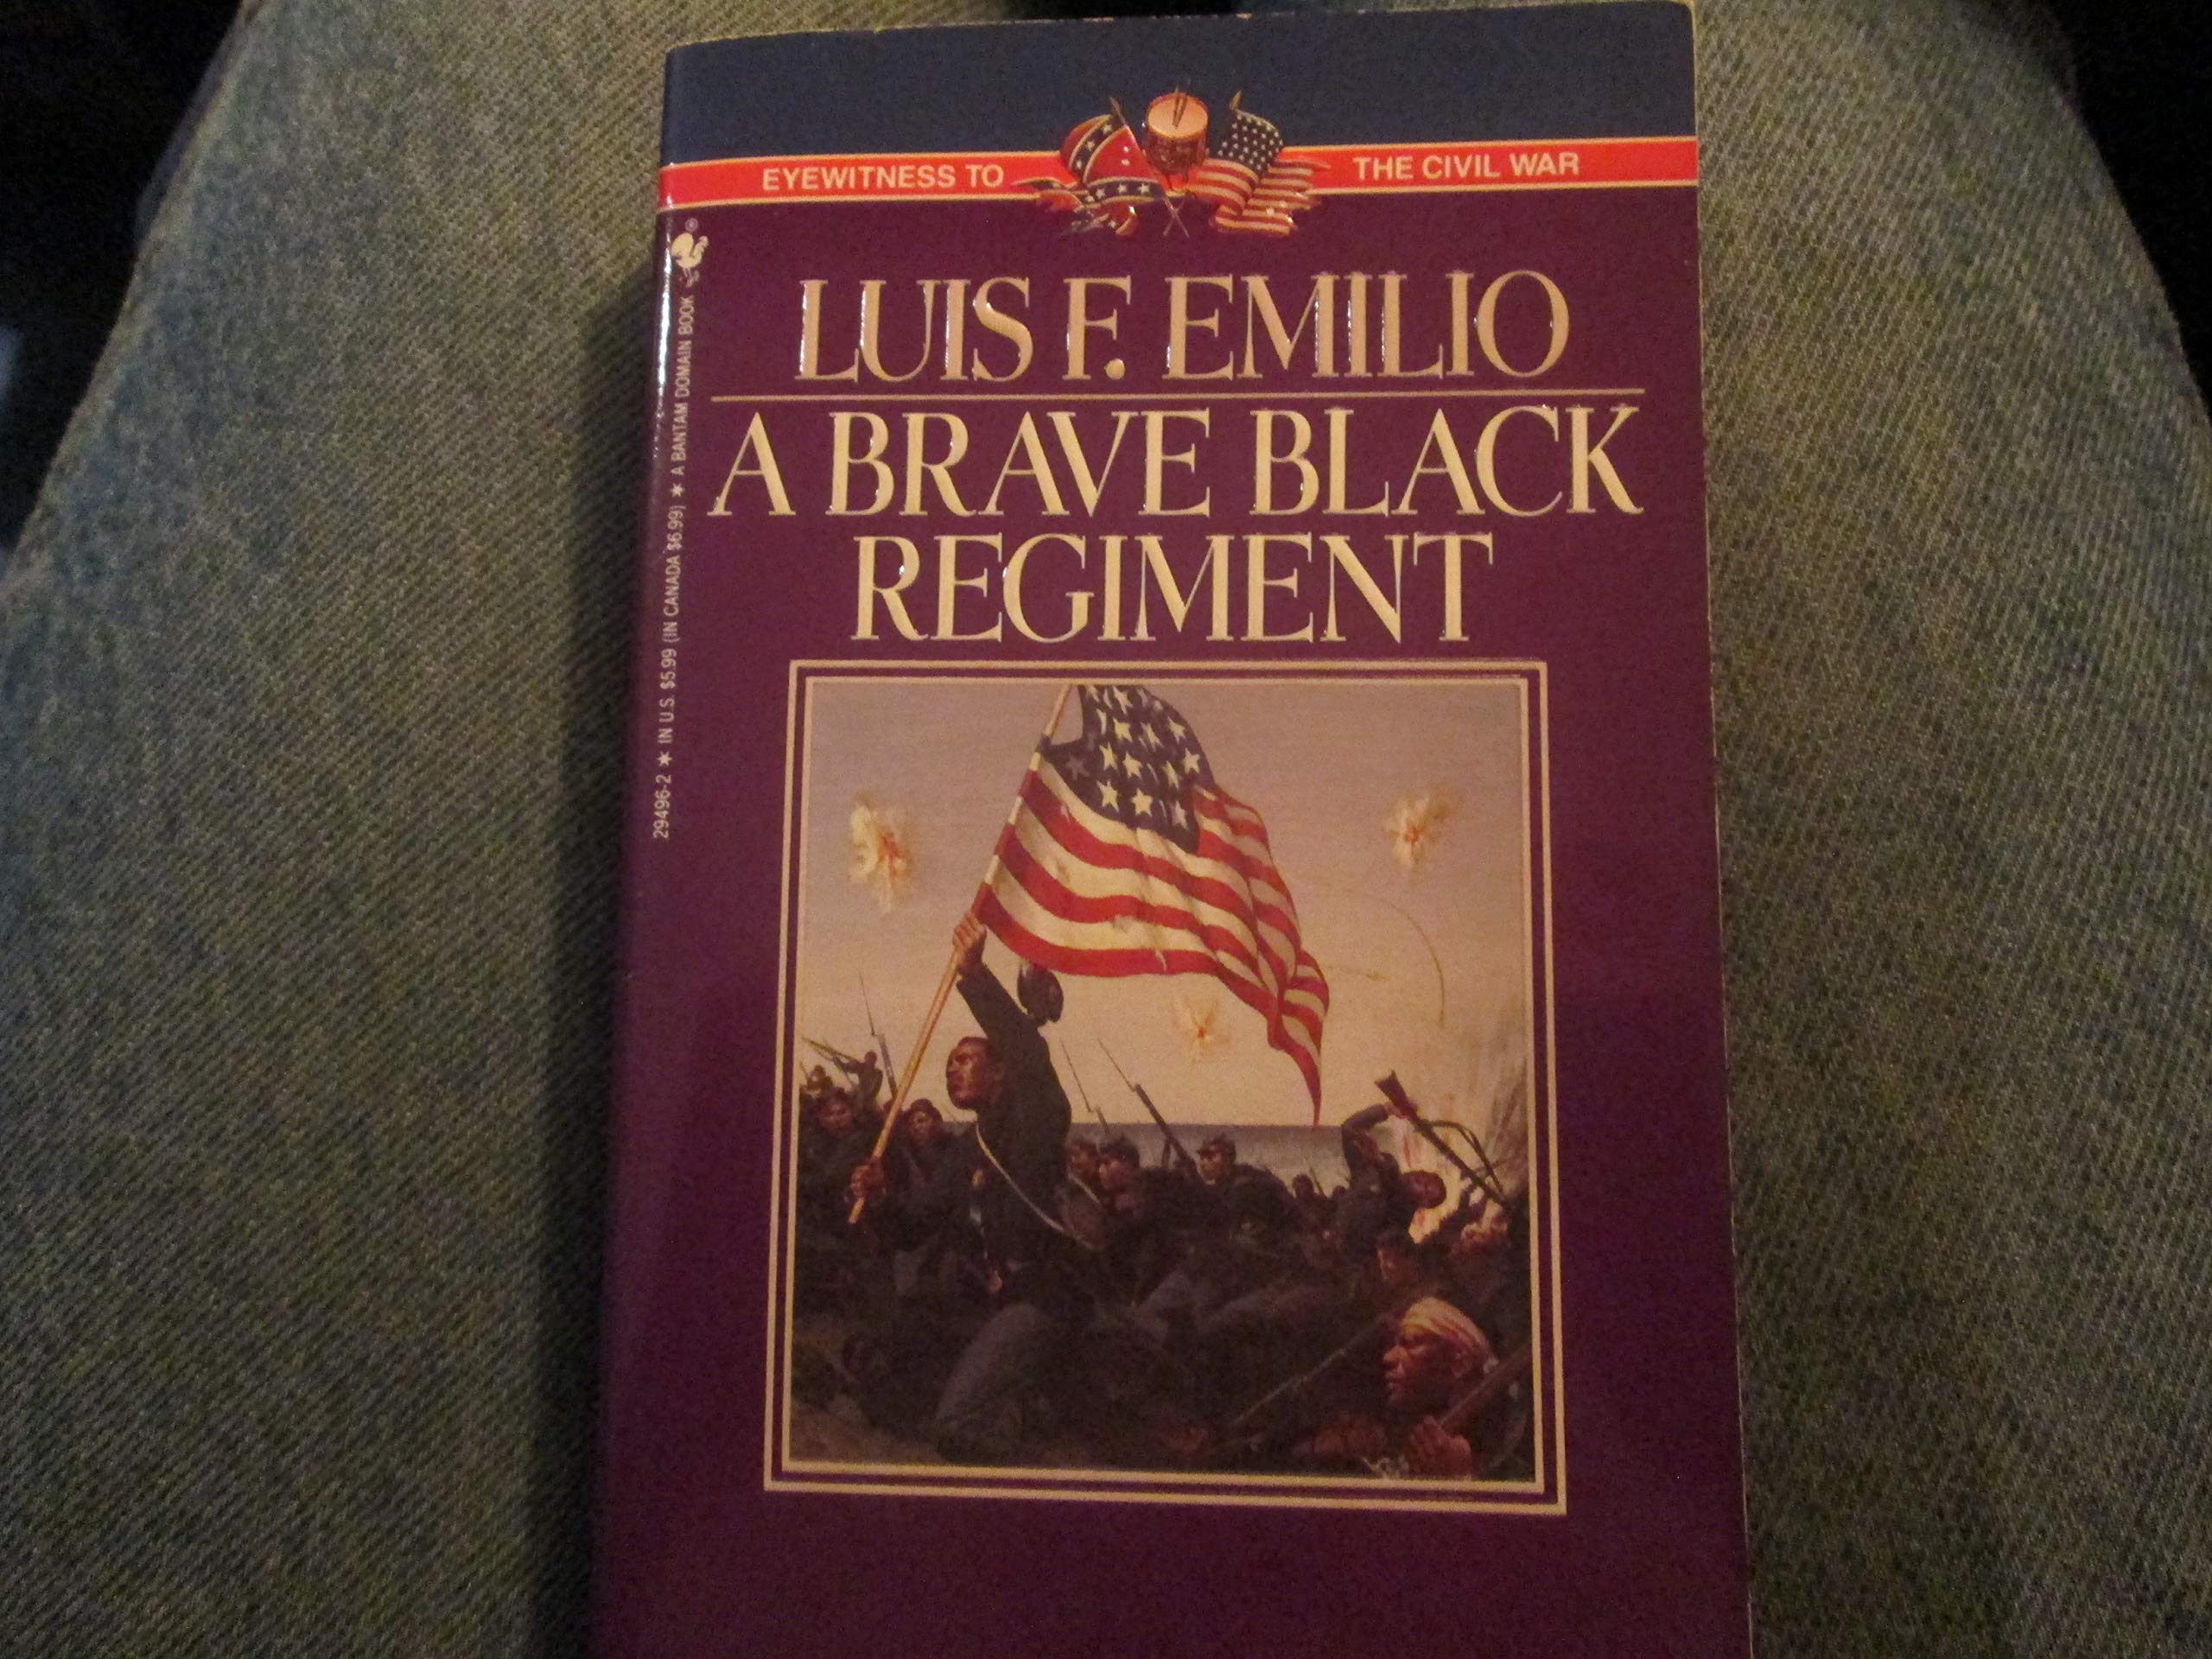 EYEWITNESS TO THE CIVIL WAR
LUIS F. EMILIO
A BRAVE BLACK
REGIMENT
29496-2 * IN U.S. $5.99 (IN CANADA $6.99) * A BANTAM DOMAIN BOOK ®